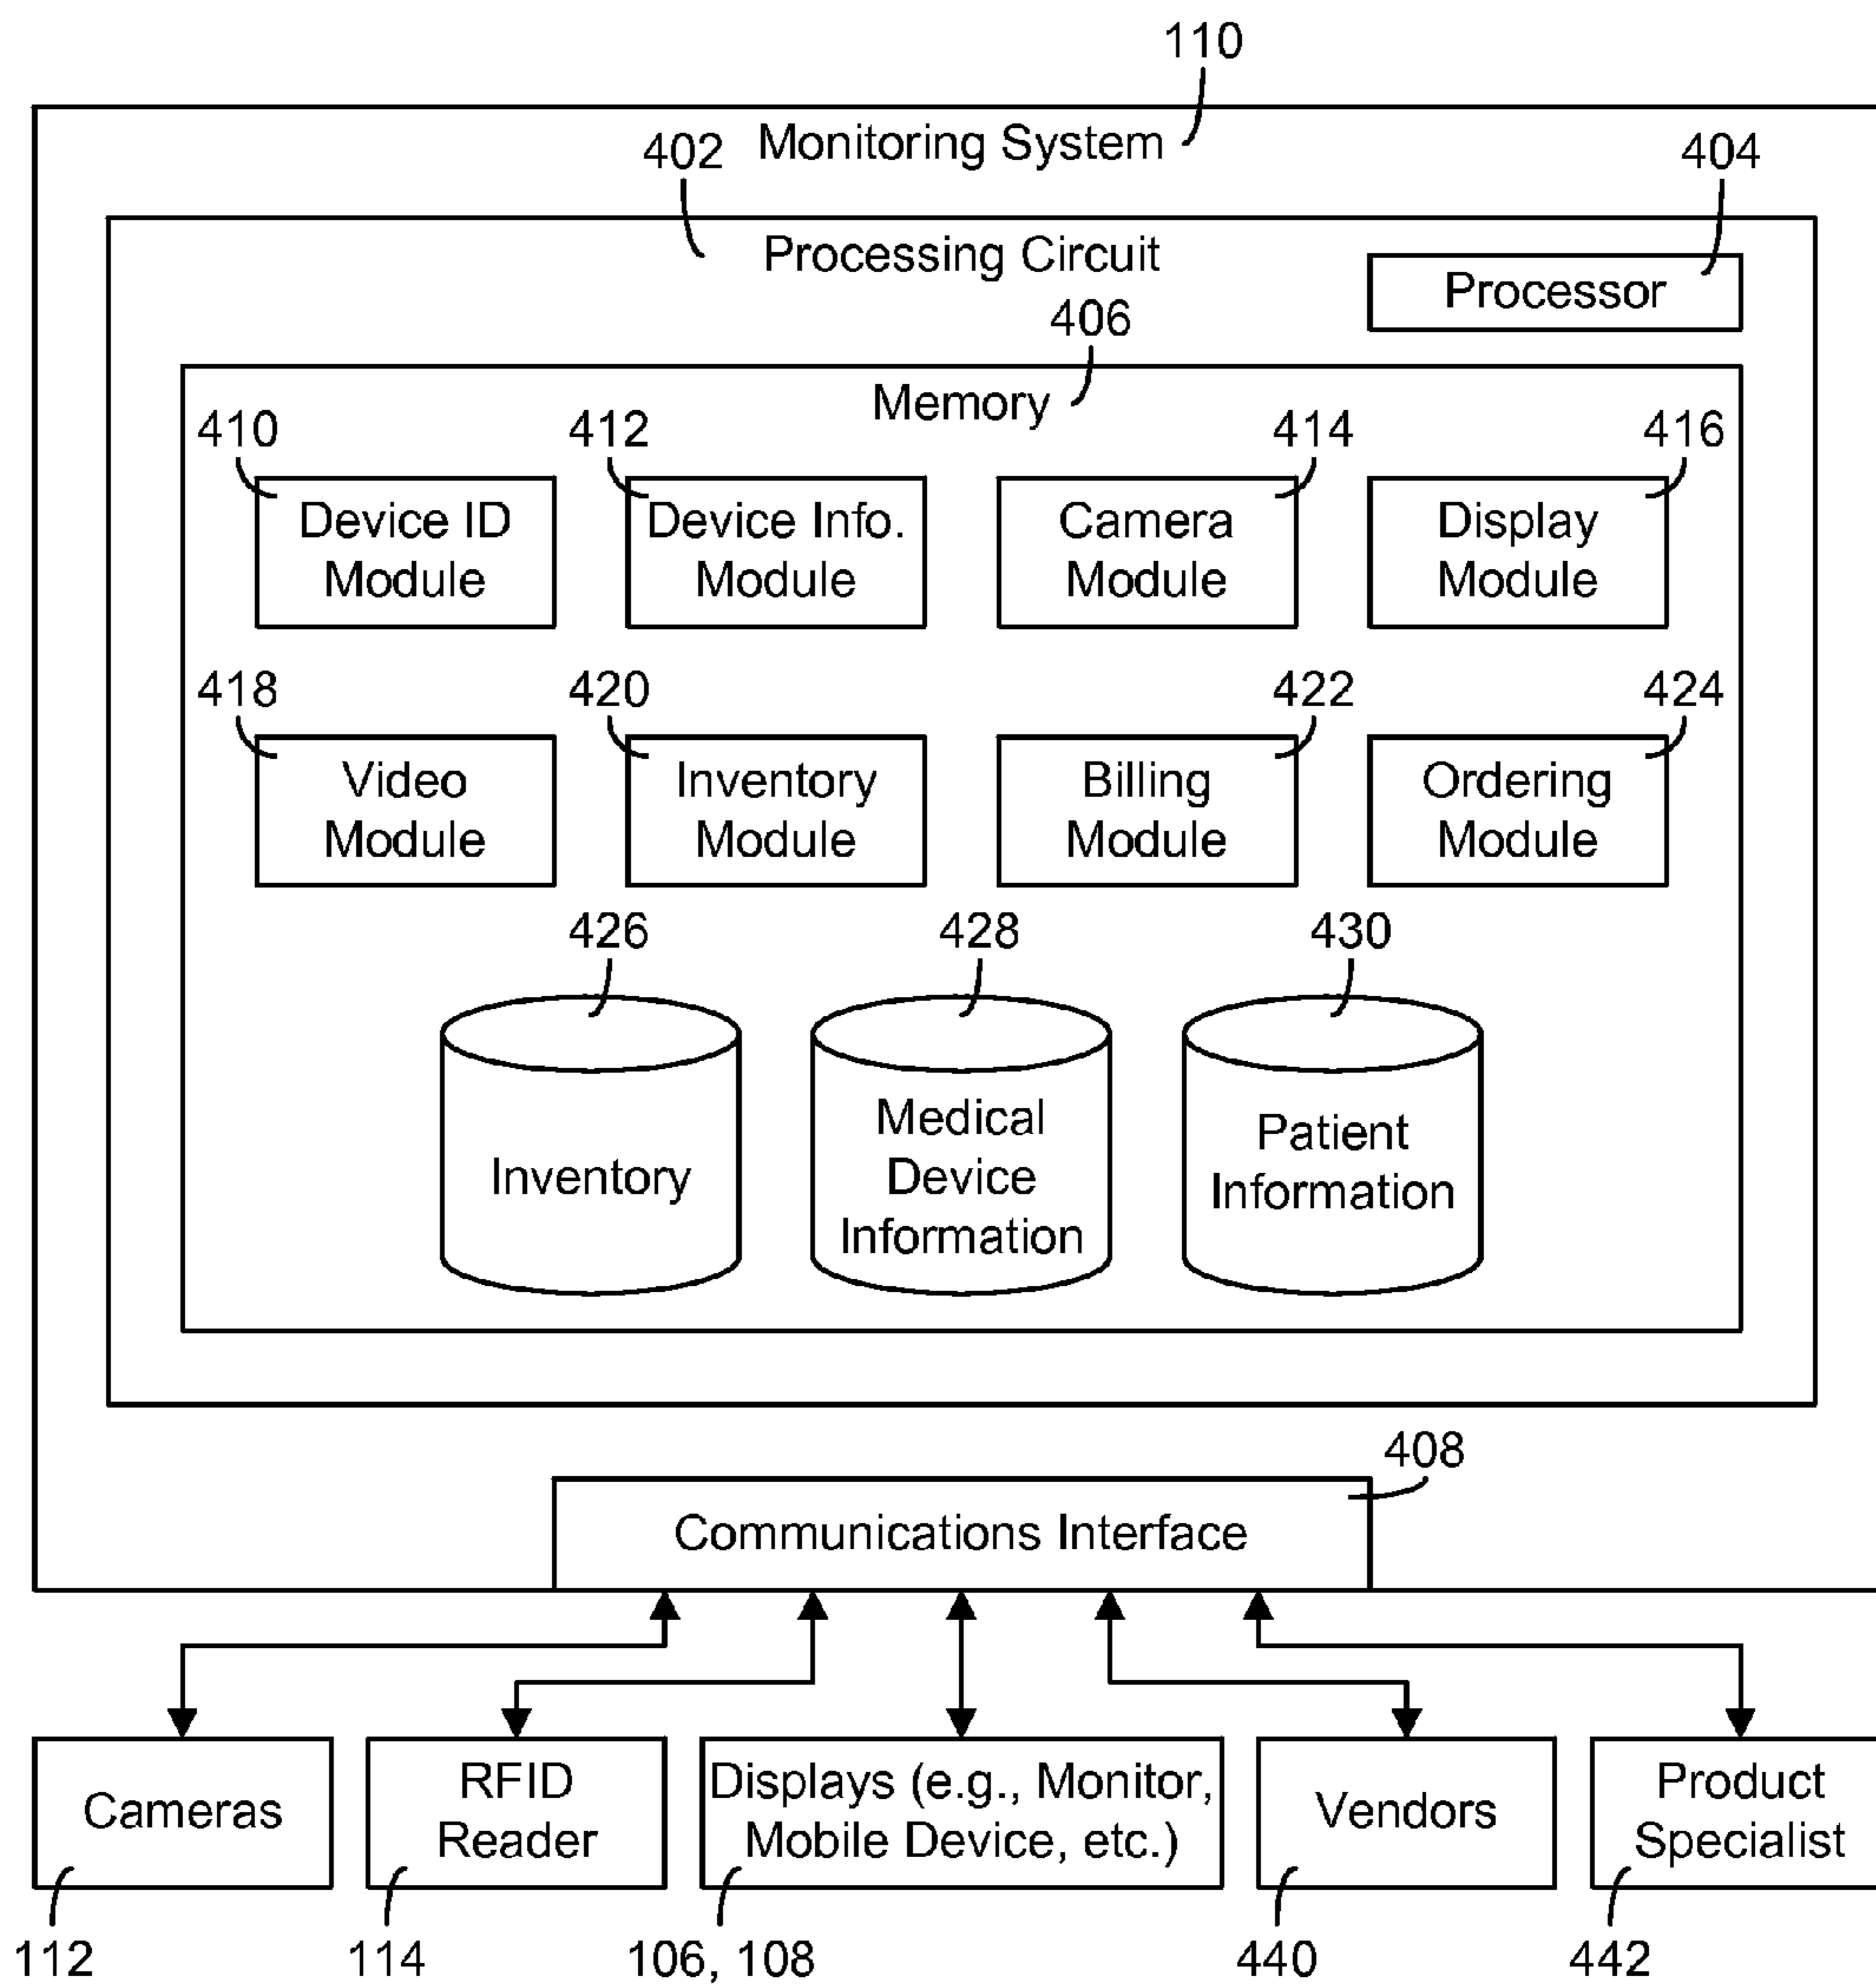 110
Monitoring System
402
404
Processing Circuit
Processor
406
Memory
410
412
414
416
Device ID
Module
Device Info.
Module
Camera
Module
Display
Module
418
420
422
424
Video
Module
Inventory
Module
Billing
Module
Ordering
Module
426
428
430
Inventory
Medical
Device
Information
Patient
Information
408
Communications Interface
Cameras
RFID
Reader
Displays (e.g., Monitor,
Mobile Device, etc.)
Vendors
Product
Specialist
112
114
106, 108
440
442